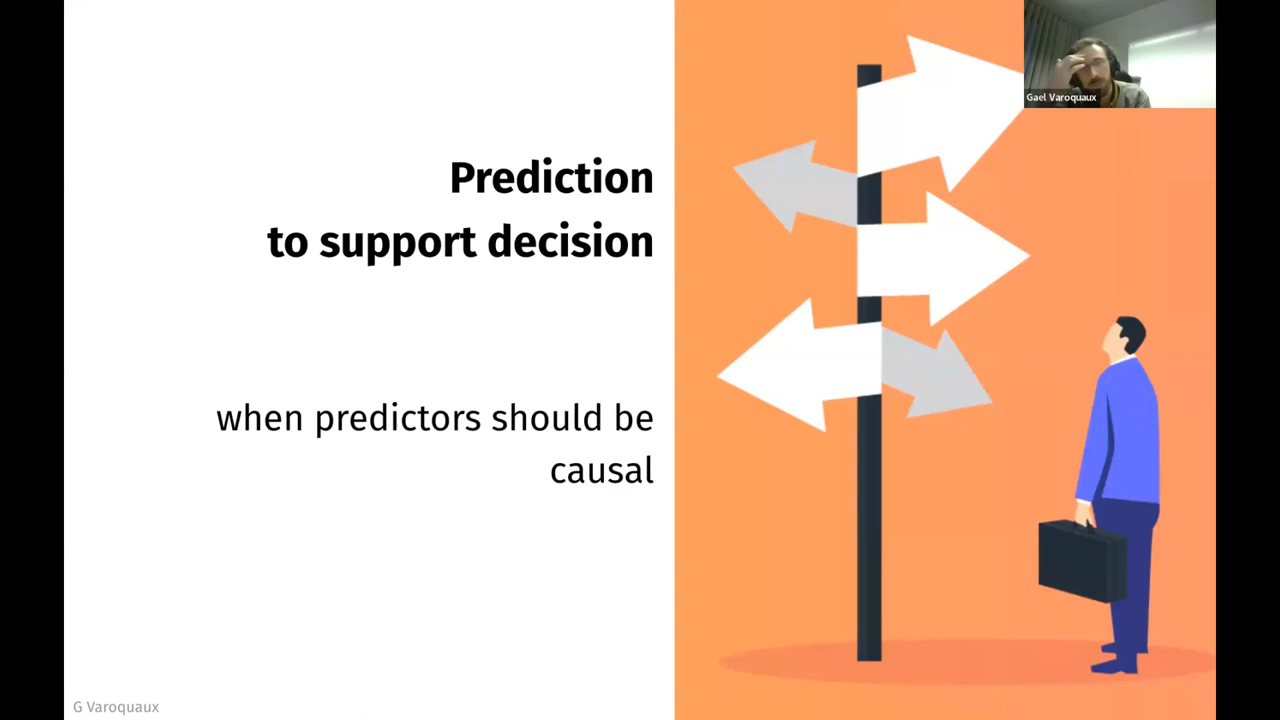 Prediction
to support decision
when predictors should be
causal
Gael Varoquaux
G Varoquaux